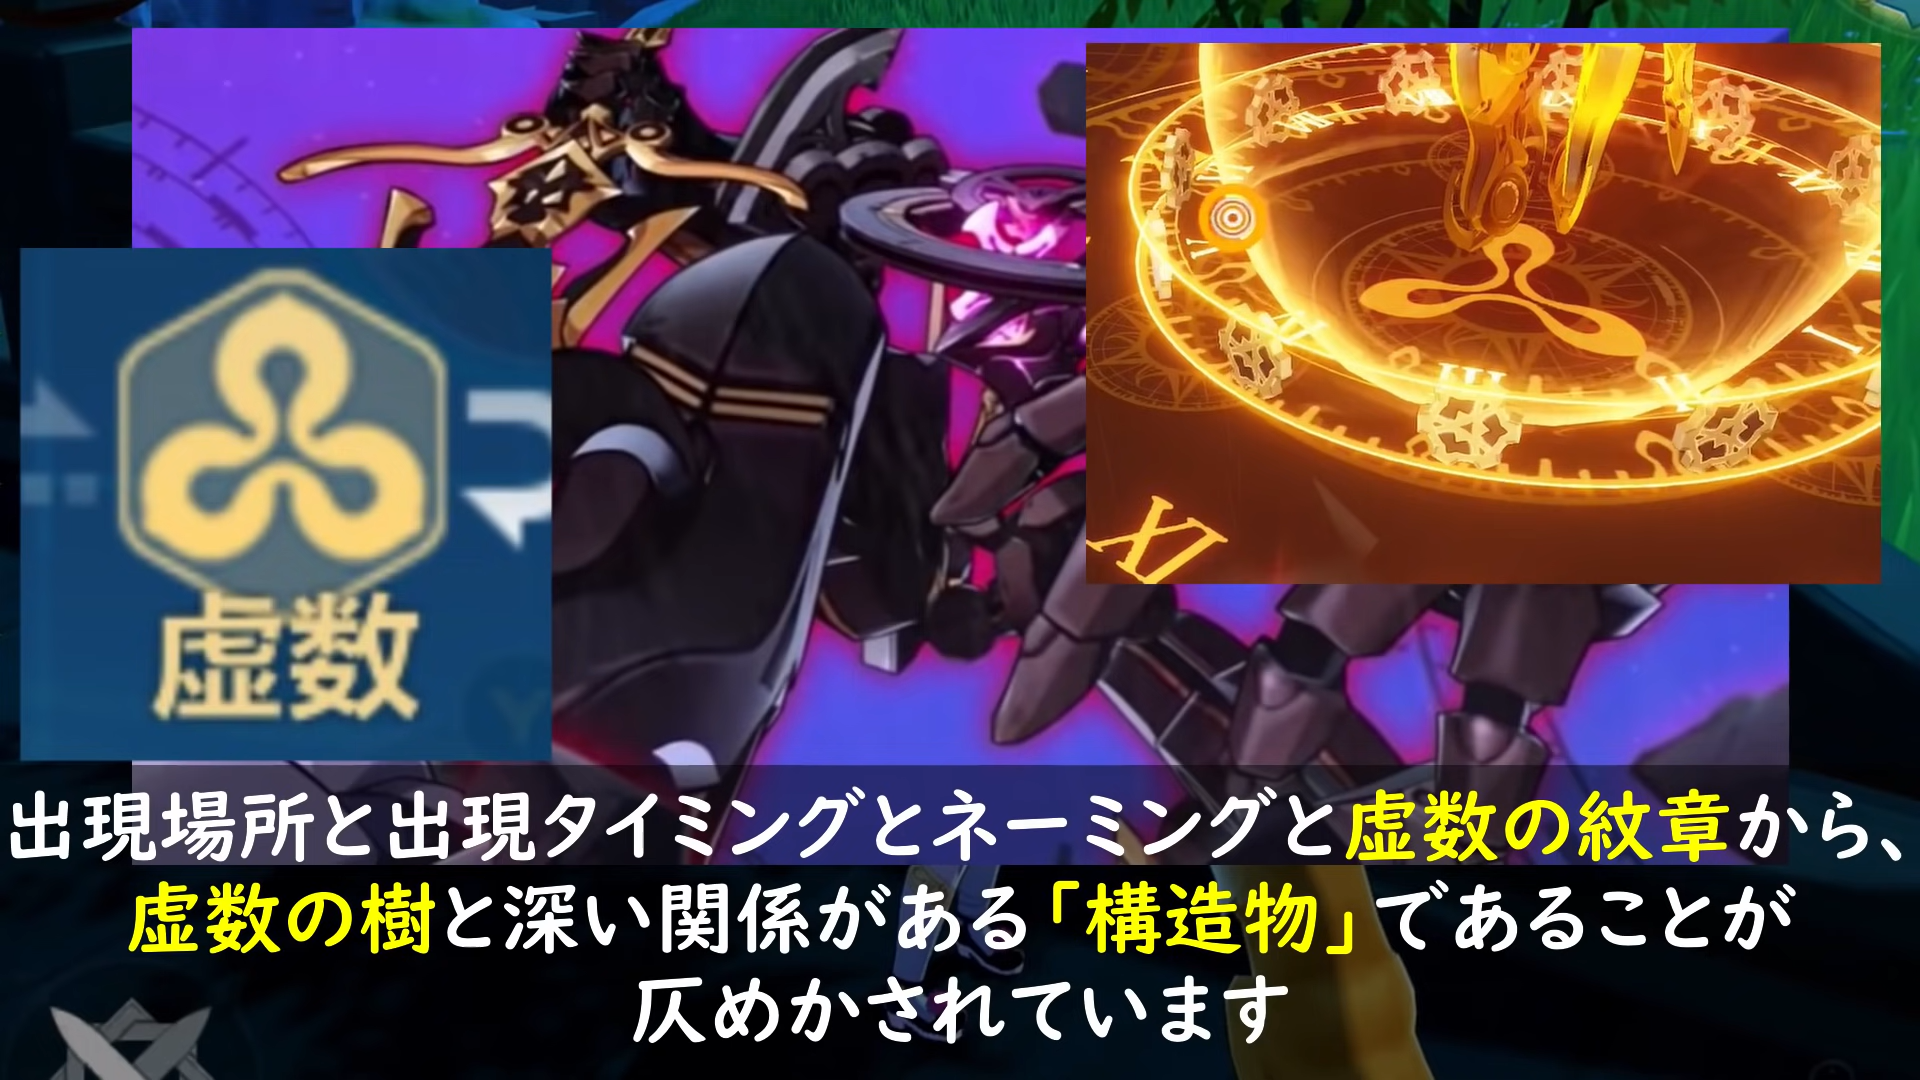 虚数
XI
III
出現場所と出現タイミングとネーミングと虚数の紋章から、
虚数の樹と深い関係がある「構造物」であることが
仄めかされています